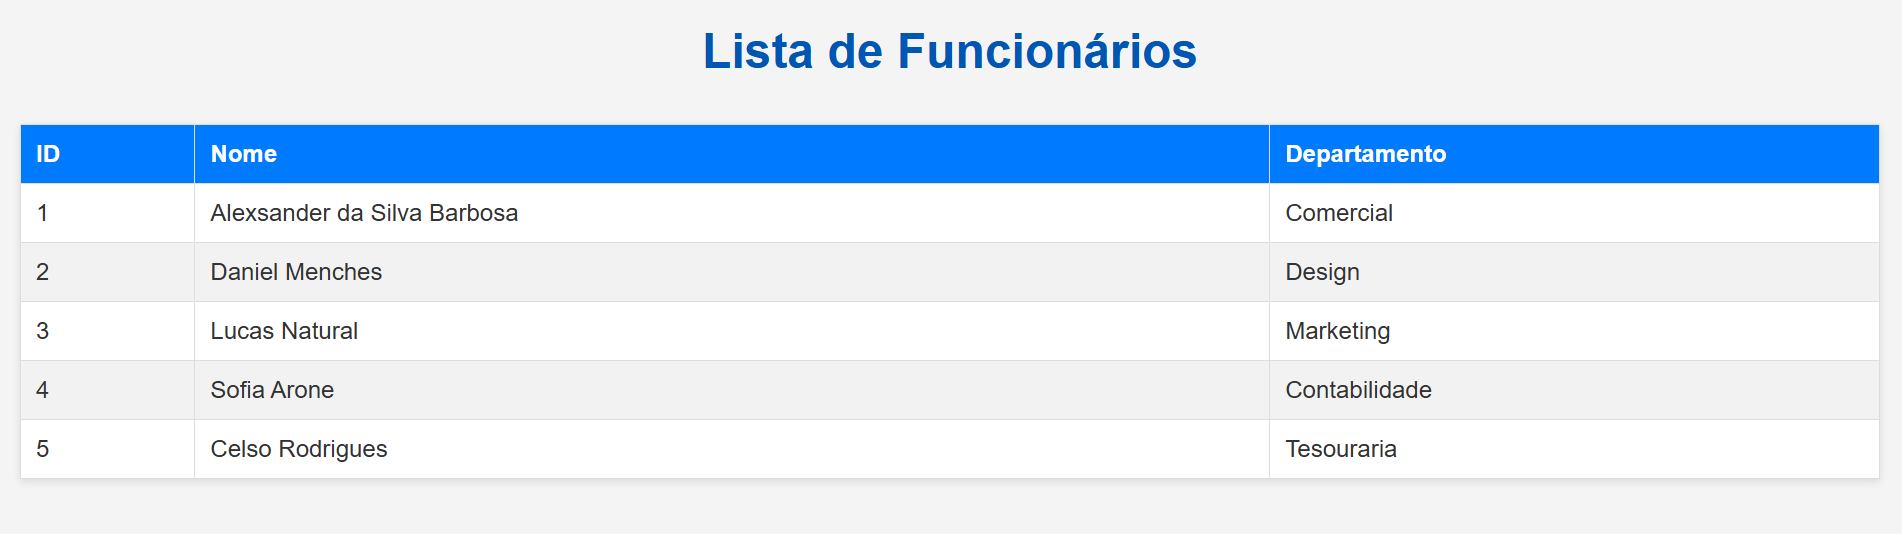 Lista de Funcionários
ID Nome Departamento
1 Alexsander da Silva Barbosa Comercial
2 Daniel Menches Design
3 Lucas Natural Marketing
4 Sofia Arone Contabilidade
5 Celso Rodrigues Tesouraria